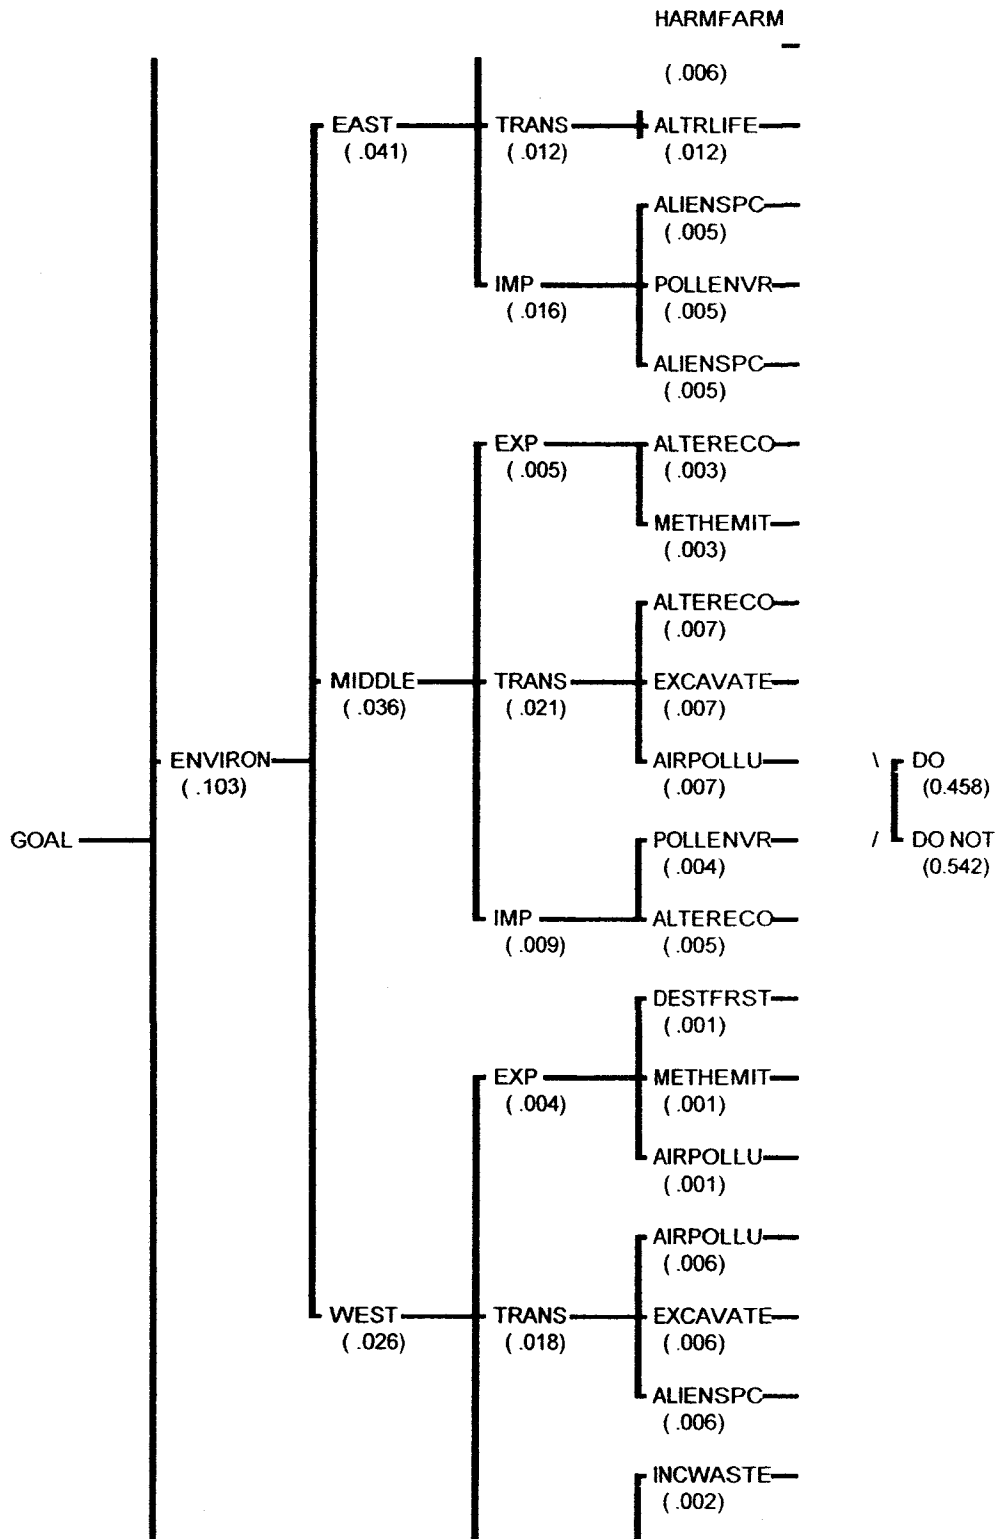 HARMFARM
( .006)
EAST TRANS ALTRLIFE
( .041) ( .012) ( .012)
ALIENSPC
( .005)
IMP POLLENVR
( .016) ( .005)
ALIENSPC
( .005)
EXP ALTERECO
( .005) ( .003)
METHEMIT
( .003)
ALTERECO
( .007)
MIDDLE TRANS EXCAVATE
( .036) ( .021) ( .007)
ENVIRON AIRPOLLU \ DO
( .103) ( .007) (0.458)
GOAL POLLENVR / DO NOT
( .004) (0.542)
IMP ALTERECO
( .009) ( .005)
DESTFRST
( .001)
EXP METHEMIT
( .004) ( .001)
AIRPOLLU
( .001)
AIRPOLLU
( .006)
WEST TRANS EXCAVATE
( .026) ( .018) ( .006)
ALIENSPC
( .006)
INCWASTE
( .002)